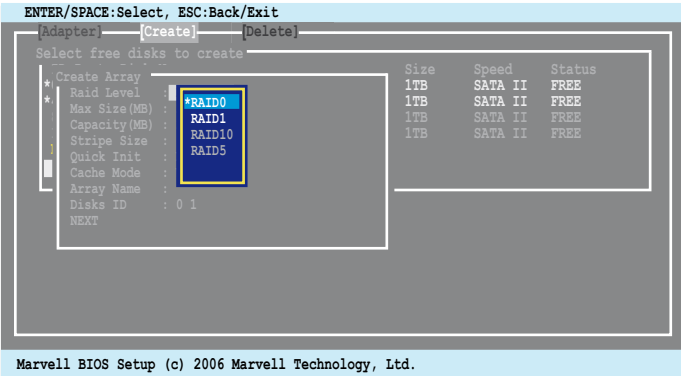 ENTER/SPACE:Select, ESC:Back/Exit
[Adapter] [Create] [Delete]
Select free disks to create
Size Speed Status
Create Array
* 1TB SATA II FREE
Raid Level : *RAID0
* 1TB SATA II FREE
Max Size(MB) : RAID1
1TB SATA II FREE
Capacity(MB) : RAID10
1TB SATA II FREE
Stripe Size : RAID5
Quick Init :
Cache Mode :
Array Name :
Disks ID : 0 1
NEXT
Marvell BIOS Setup (c) 2006 Marvell Technology, Ltd.